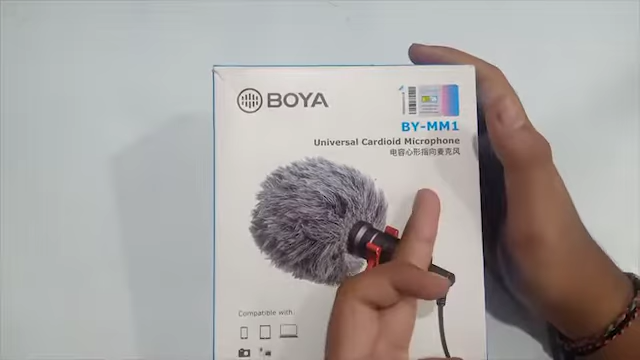 BOYA
BY-MM1
Universal Cardioid Microphone
电容心形指向麦克风
Compatible with: